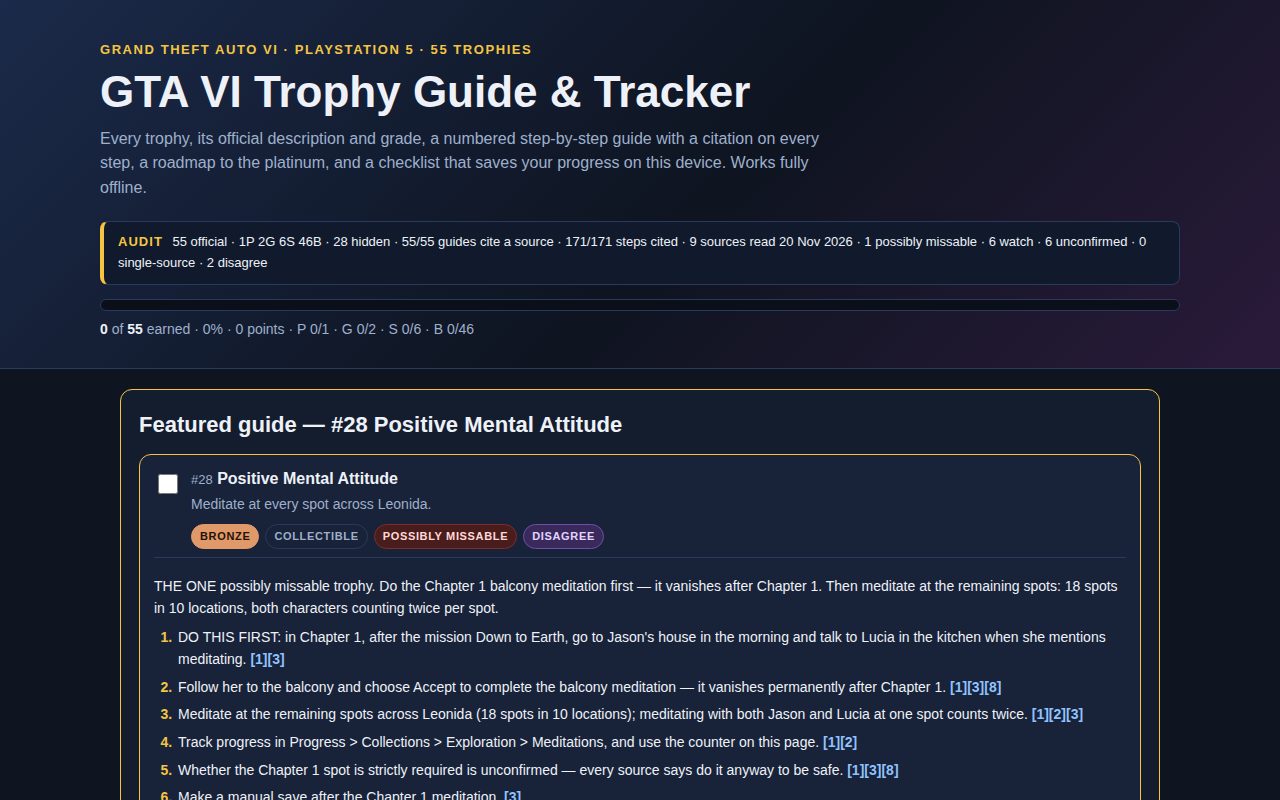 GRAND THEFT AUTO VI · PLAYSTATION 5 · 55 TROPHIES
GTA VI Trophy Guide & Tracker
Every trophy, its official description and grade, a numbered step-by-step guide with a citation on every
step, a roadmap to the platinum, and a checklist that saves your progress on this device. Works fully
offline.
AUDIT 55 official · 1P 2G 6S 46B · 28 hidden · 55/55 guides cite a source · 171/171 steps cited · 9 sources read 20 Nov 2026 · 1 possibly missable · 6 watch · 6 unconfirmed · 0
single-source · 2 disagree
0 of 55 earned · 0% · 0 points · P 0/1 · G 0/2 · S 0/6 · B 0/46
Featured guide — #28 Positive Mental Attitude
#28 Positive Mental Attitude
Meditate at every spot across Leonida.
BRONZE COLLECTIBLE POSSIBLY MISSABLE DISAGREE
THE ONE possibly missable trophy. Do the Chapter 1 balcony meditation first — it vanishes after Chapter 1. Then meditate at the remaining spots: 18 spots
in 10 locations, both characters counting twice per spot.
1. DO THIS FIRST: in Chapter 1, after the mission Down to Earth, go to Jason's house in the morning and talk to Lucia in the kitchen when she mentions
meditating. [1][3]
2. Follow her to the balcony and choose Accept to complete the balcony meditation — it vanishes permanently after Chapter 1. [1][3][8]
3. Meditate at the remaining spots across Leonida (18 spots in 10 locations); meditating with both Jason and Lucia at one spot counts twice. [1][2][3]
4. Track progress in Progress > Collections > Exploration > Meditations, and use the counter on this page. [1][2]
5. Whether the Chapter 1 spot is strictly required is unconfirmed — every source says do it anyway to be safe. [1][3][8]
6. Make a manual save after the Chapter 1 meditation. [3]